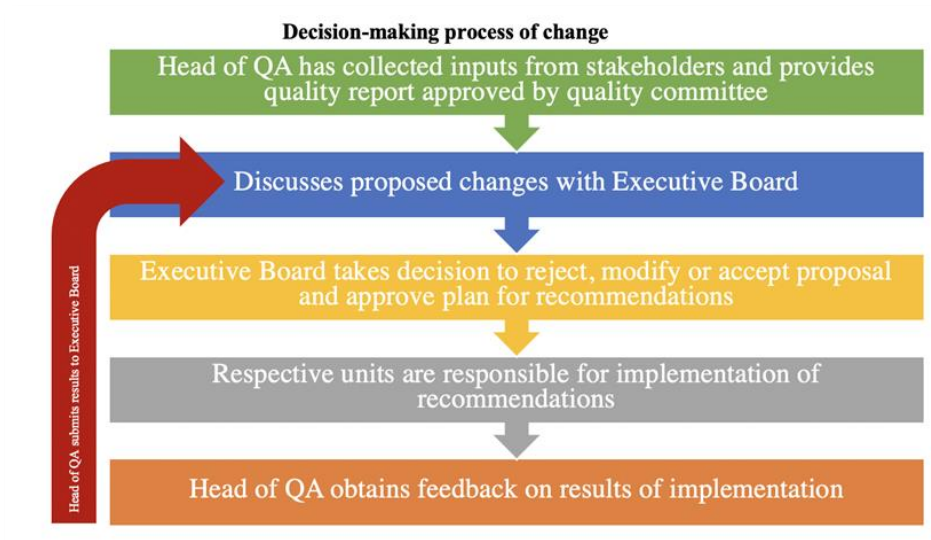 Decision-making process of change
Head of QA has collected inputs from stakeholders and provides
quality report approved by quality committee
Discusses proposed changes with Executive Board
Executive Board takes decision to reject, modify or accept proposal
and approve plan for recommendations
Respective units are responsible for implementation of
recommendations
Head of QA obtains feedback on results of implementation
Head of QA submits results to Executive Board